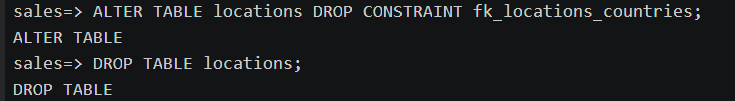 sales=> ALTER TABLE locations DROP CONSTRAINT fk_locations_countries;
ALTER TABLE
sales=> DROP TABLE locations;
DROP TABLE